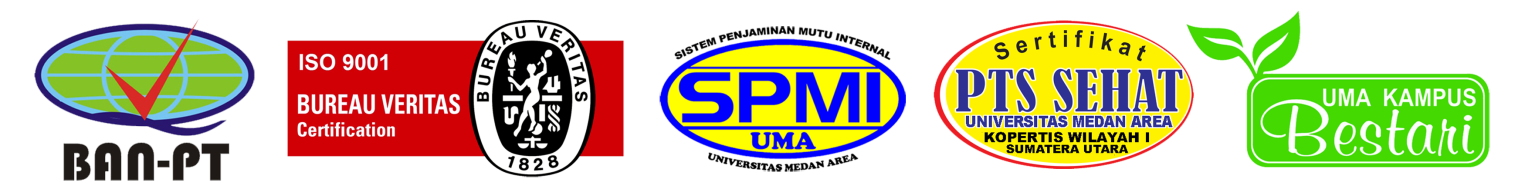 BAN-PT
ISO 9001
BUREAU VERITAS
Certification
BUREAU VERITAS
1828
SISTEM PENJAMINAN MUTU INTERNAL
SPMI
UMA
UNIVERSITAS MEDAN AREA
Sertifikat
PTS SEHAT
UNIVERSITAS MEDAN AREA
KOPERTIS WILAYAH I
SUMATERA UTARA
UMA KAMPUS
Bestari